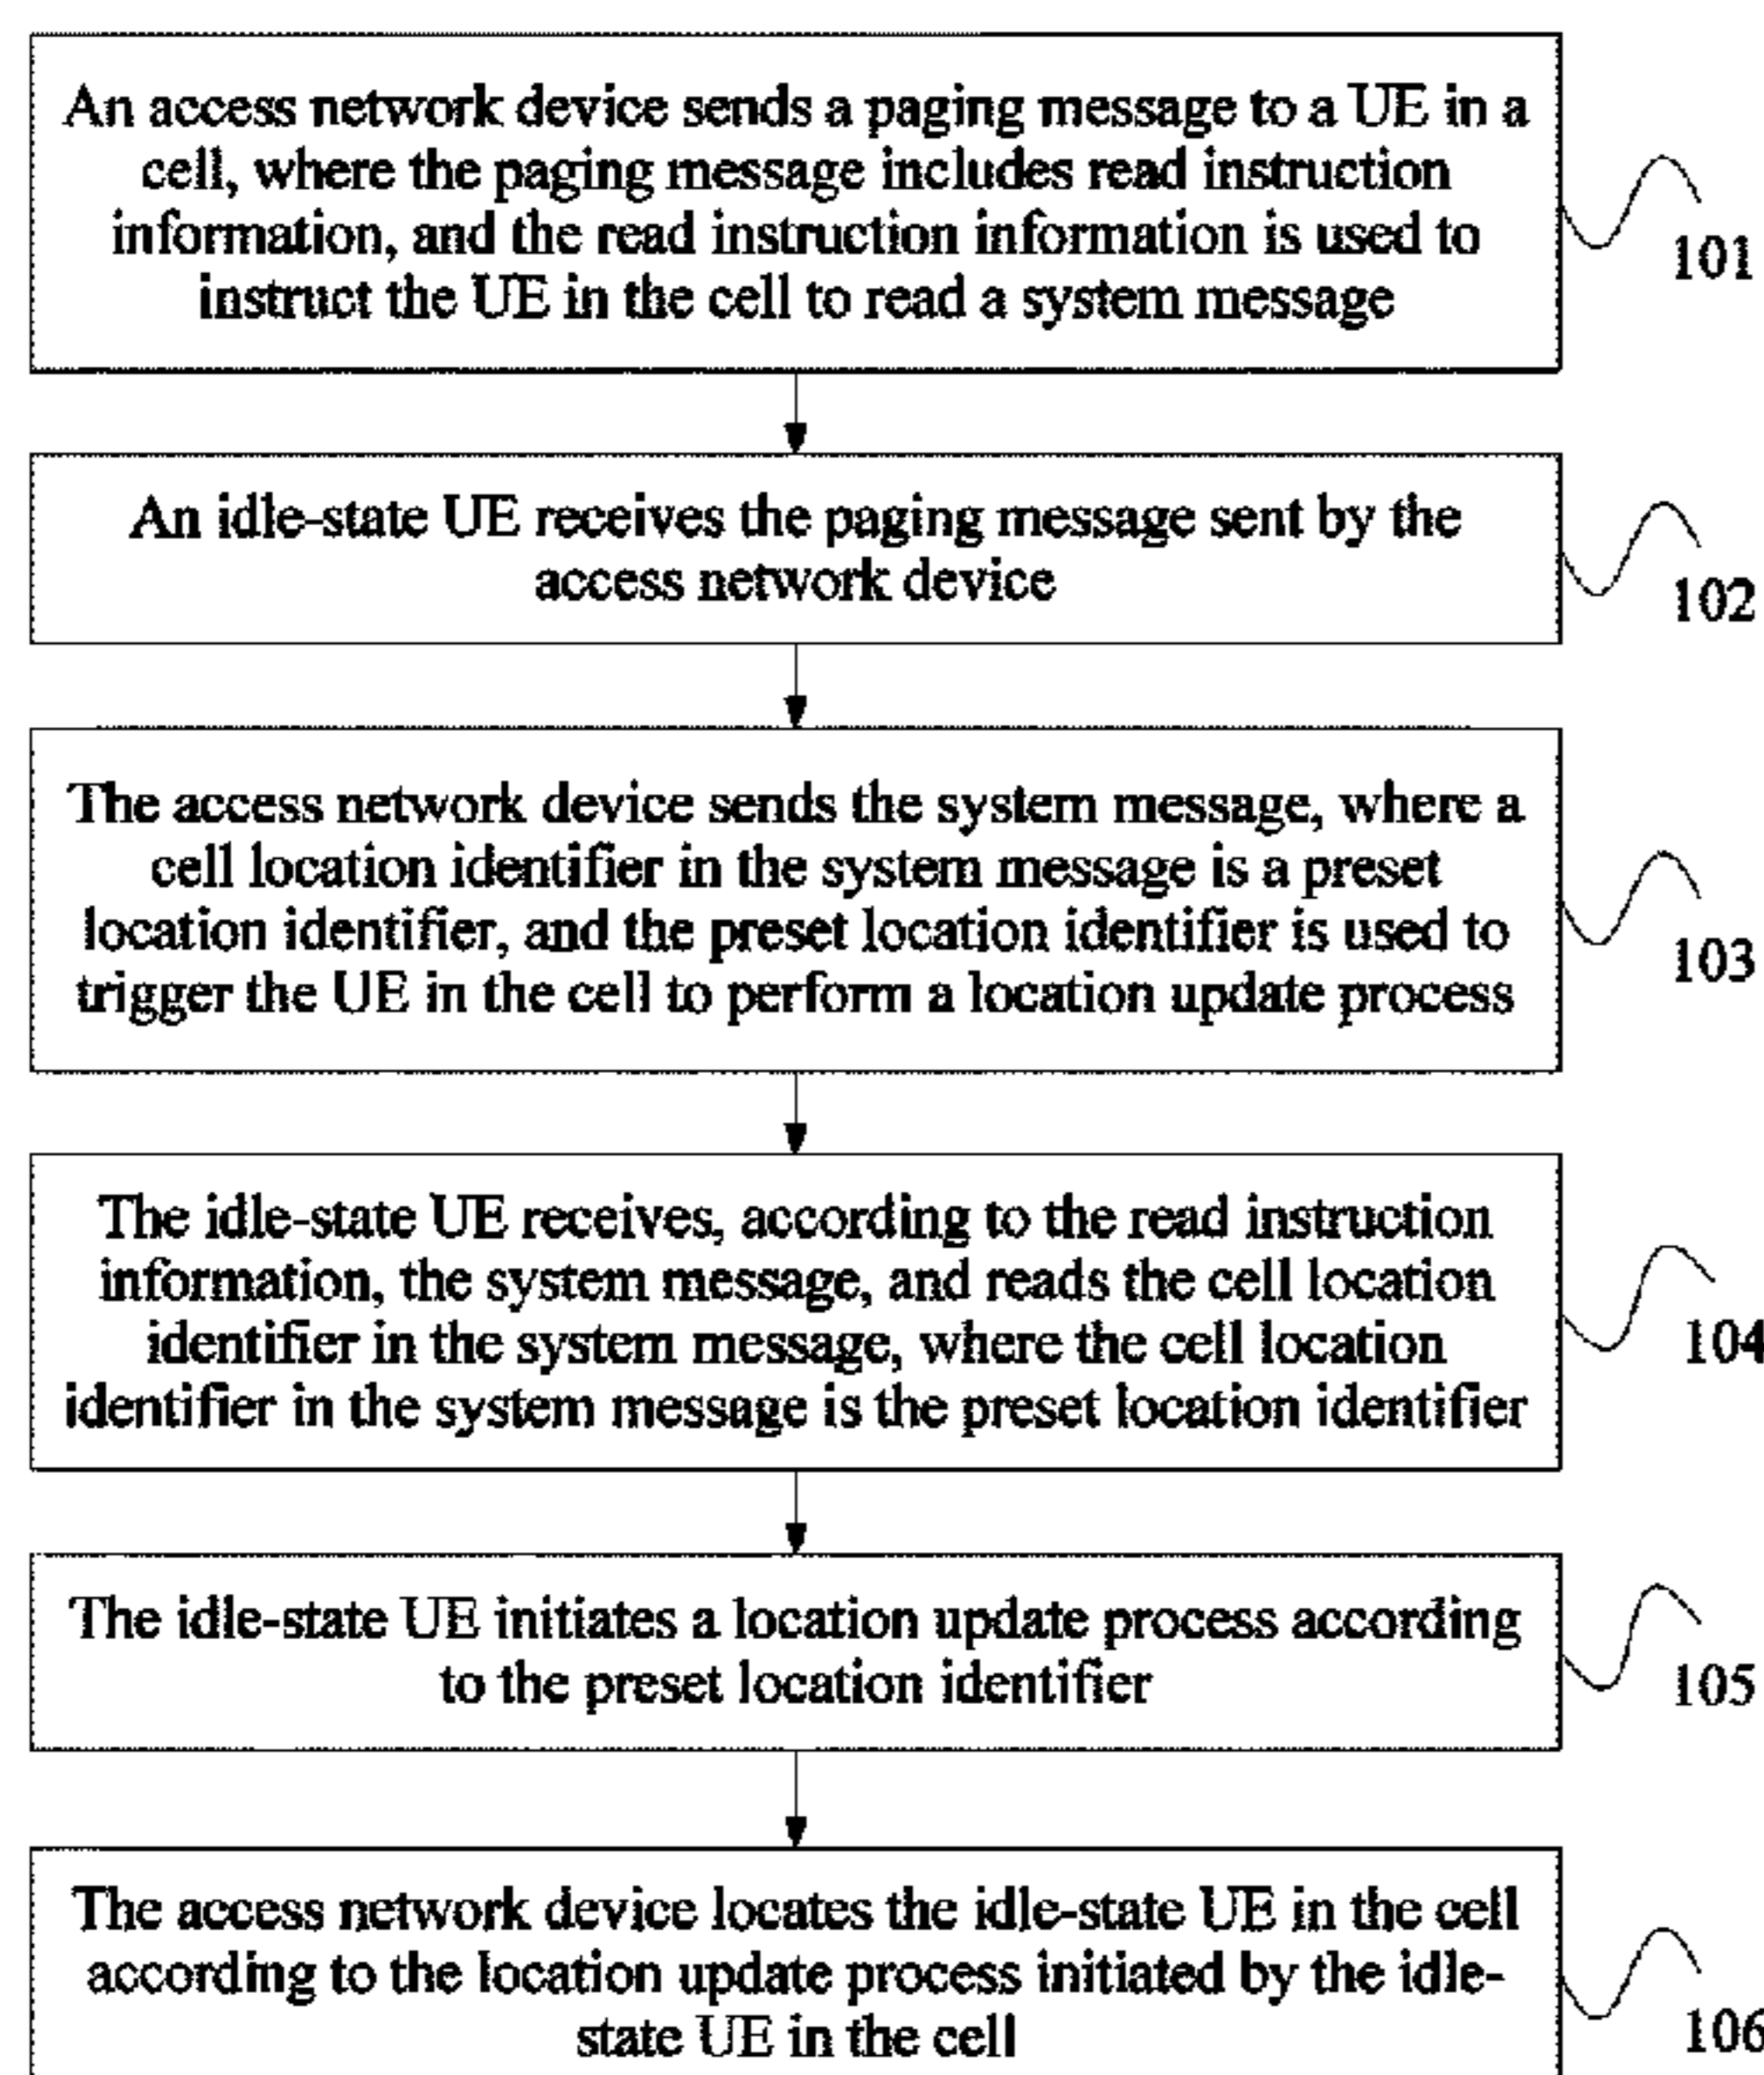 An access network device sends a paging message to a UE in a
cell, where the paging message includes read instruction
information, and the read instruction information is used to
instruct the UE in the cell to read a system message
101
An idle-state UE receives the paging message sent by the
access network device
102
The access network device sends the system message, where a
cell location identifier in the system message is a preset
location identifier, and the preset location identifier is used to
trigger the UE in the cell to perform a location update process
103
The idle-state UE receives, according to the read instruction
information, the system message, and reads the cell location
identifier in the system message, where the cell location
identifier in the system message is the preset location identifier
104
The idle-state UE initiates a location update process according
to the preset location identifier
105
The access network device locates the idle-state UE in the cell
according to the location update process initiated by the idle-
state UE in the cell
106